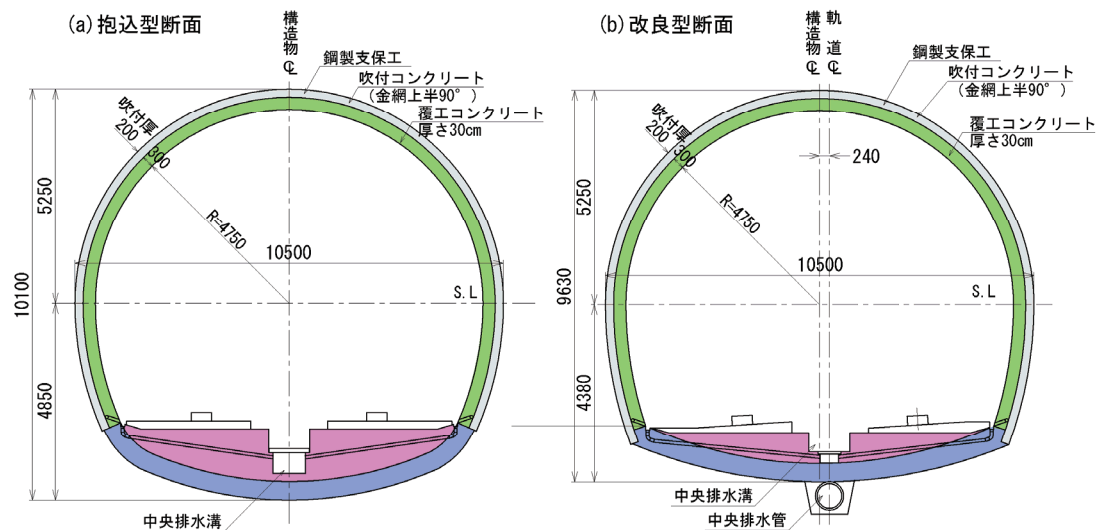 (a) 抱込型断面
構造物℄
鋼製支保工
吹付コンクリート
(金網上半90°)
覆工コンクリート
厚さ30cm
吹付厚
200
300
R=4750
5250
10500
10100
S.L
4850
中央排水溝
(b) 改良型断面
構造物℄
軌道℄
鋼製支保工
吹付コンクリート
(金網上半90°)
覆工コンクリート
厚さ30cm
吹付厚
200
300
240
R=4750
5250
10500
9630
S.L
4380
中央排水溝
中央排水管